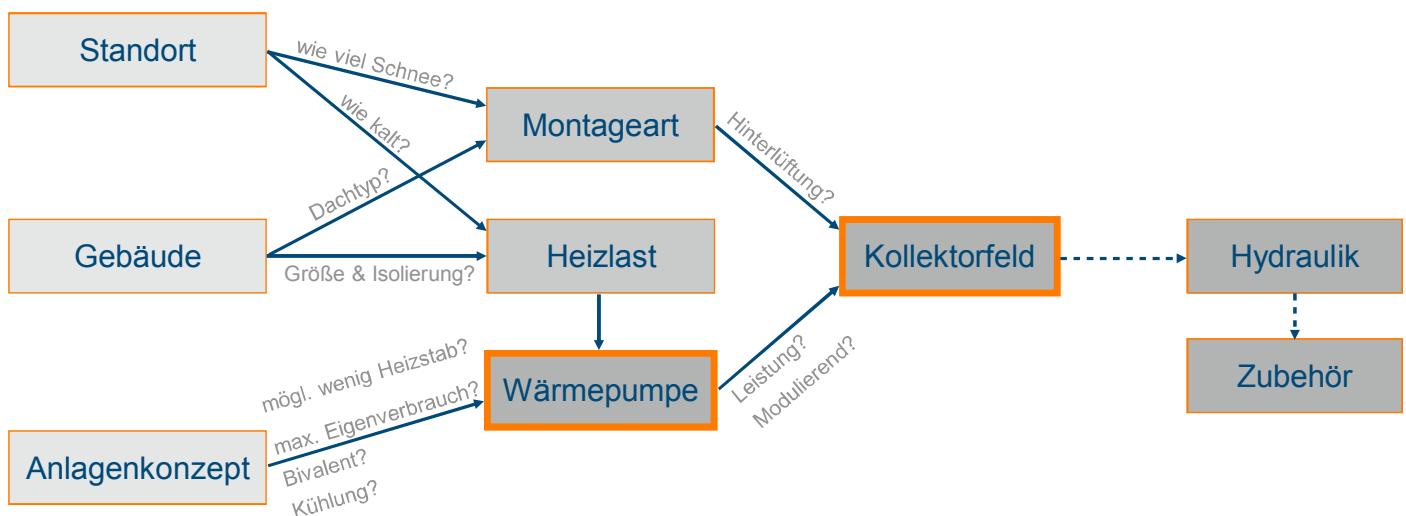 Standort
wie viel Schnee?
wie kalt?
Montageart
Hinterlüftung?
Dachtyp?
Gebäude
Größe & Isolierung?
Heizlast
Kollektorfeld
Hydraulik
mögl. wenig Heizstab?
Wärmepumpe
Leistung?
Modulierend?
Zubehör
max. Eigenverbrauch?
Anlagenkonzept
Bivalent?
Kühlung?